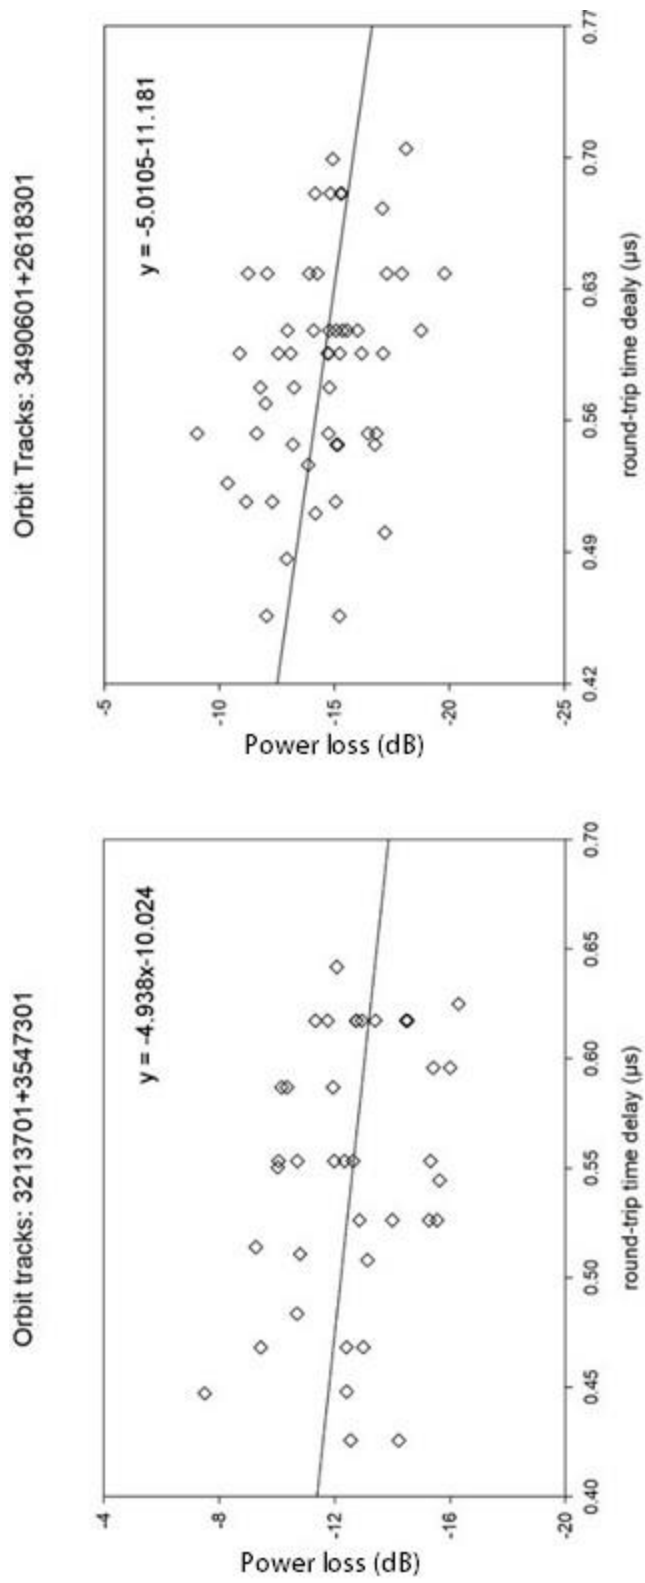 Orbit tracks: 3213701+3547301
y = -4.938x-10.024
-4
-8
-12
-16
-20
Power loss (dB)
0.40
0.45
0.50
0.55
0.60
0.65
0.70
round-trip time delay (µs)
Orbit Tracks: 3490601+2618301
y = -5.0105-11.181
-5
-10
-15
-20
-25
Power loss (dB)
0.42
0.49
0.56
0.63
0.70
0.77
round-trip time dealy (µs)